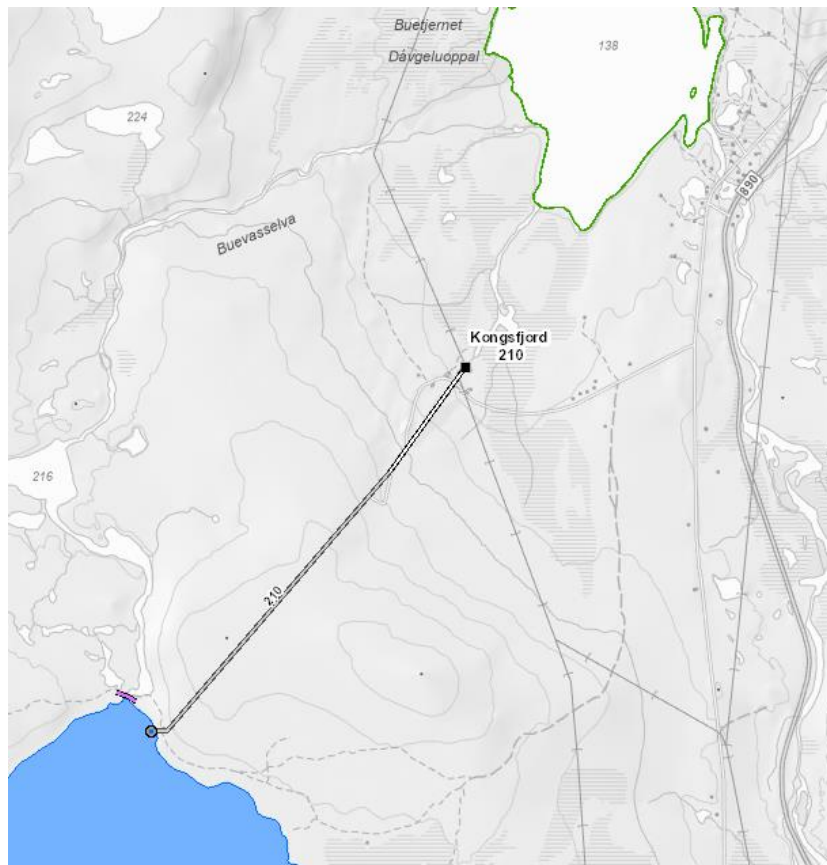 Buetjernet
Dávgeluoppal
138
224
890
Buevasselva
Kongsfjord
210
216
210